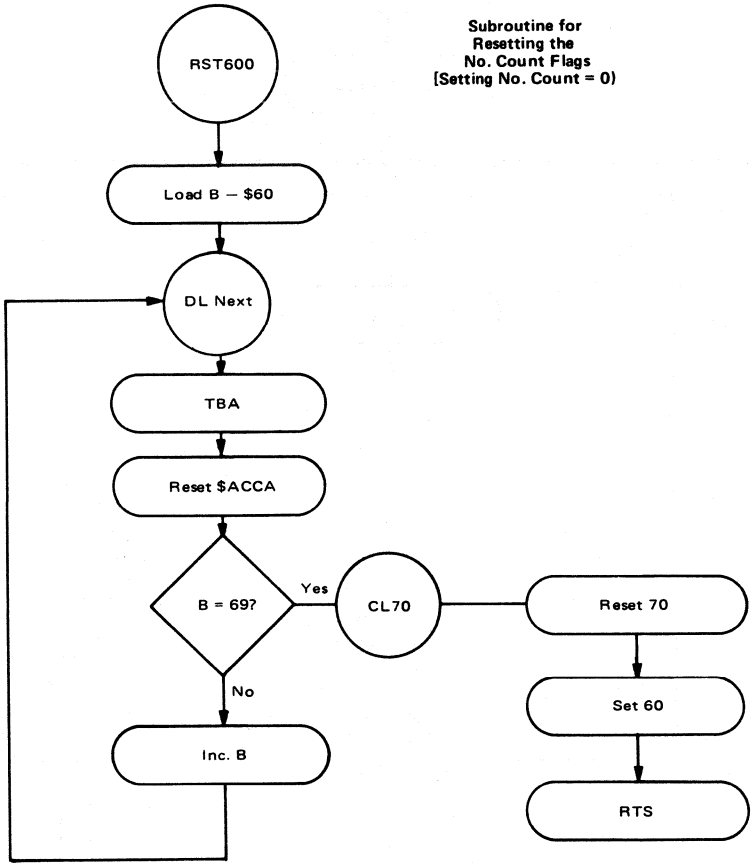 Subroutine for
Resetting the
No. Count Flags
(Setting No. Count = 0)
RST600
Load B — $60
DL Next
TBA
Reset $ACCA
B = 69?
Yes
CL70
Reset 70
No
Set 60
Inc. B
RTS